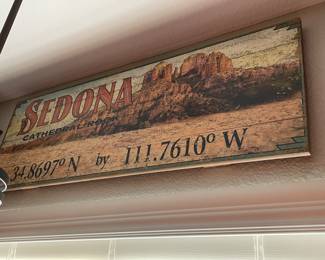 SEDONA
CATHEDRAL ROCK
34.8697° N by 111.7610° W